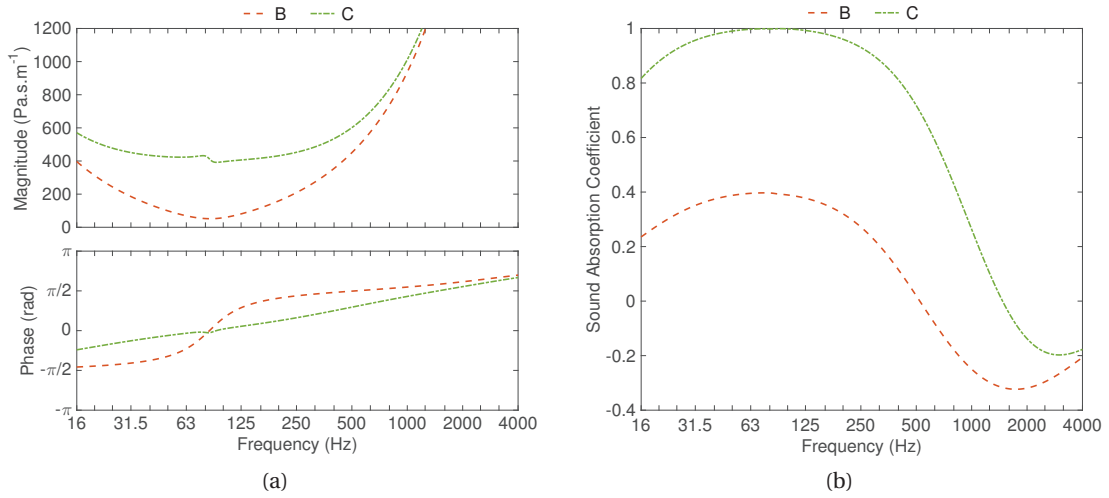 B C
1200
1000
800
600
400
200
0
Magnitude (Pa.s.m⁻¹)
π
π/2
0
-π/2
-π
Phase (rad)
16 31.5 63 125 250 500 1000 2000 4000
Frequency (Hz)
(a)
B C
1
0.8
0.6
0.4
0.2
0
-0.2
-0.4
Sound Absorption Coefficient
16 31.5 63 125 250 500 1000 2000 4000
Frequency (Hz)
(b)